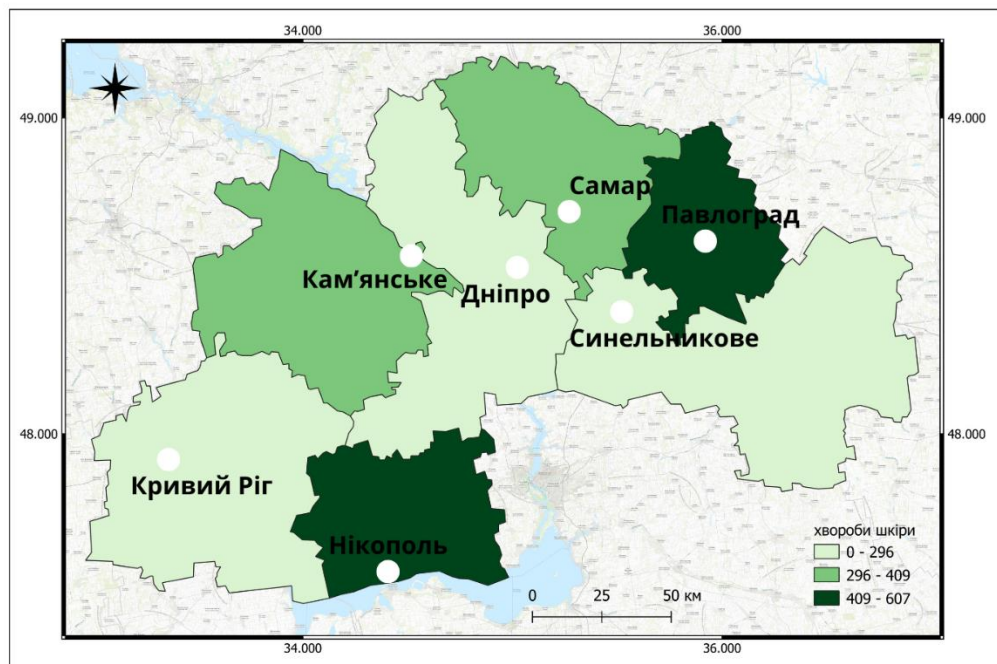 34.000
36.000
49.000
49.000
Самар
Павлоград
Кам’янське
Дніпро
Синельникове
48.000
48.000
Кривий Ріг
Нікополь
хвороби шкіри
0 - 296
296 - 409
409 - 607
0 25 50 км
34.000
36.000